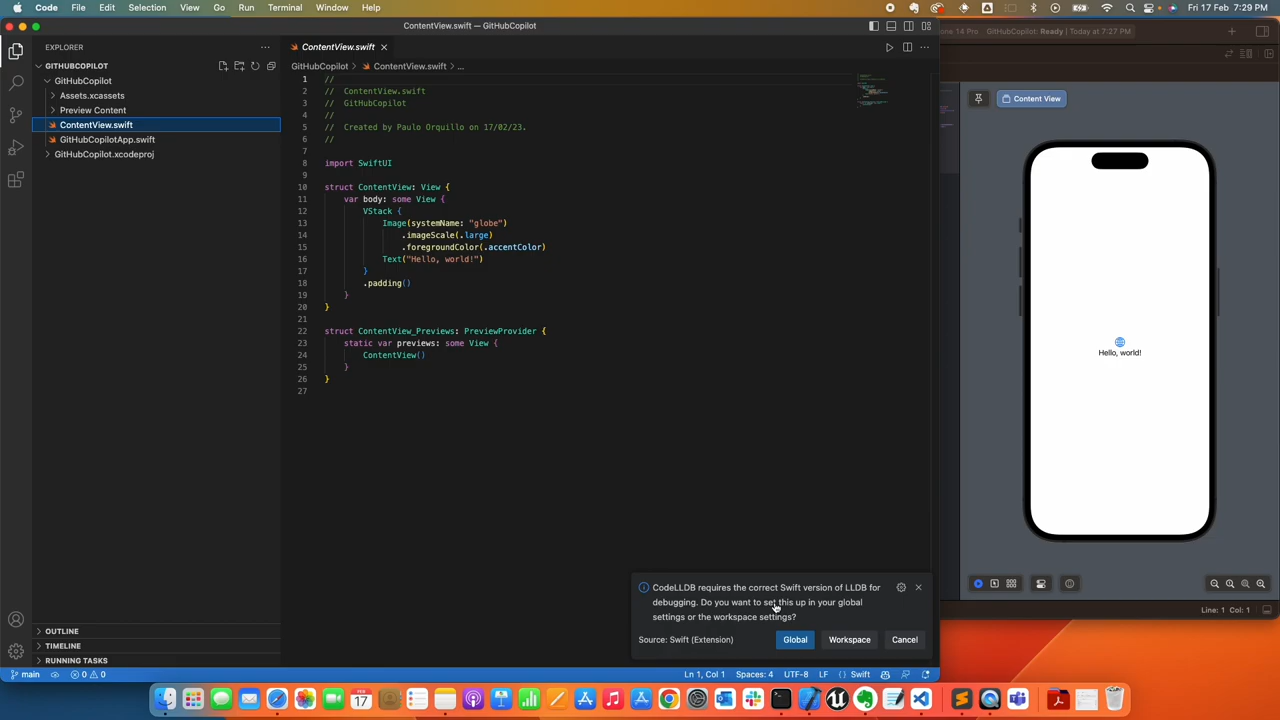 Code File Edit Selection View Go Run Terminal Window Help
Fri 17 Feb 7:29 PM
ContentView.swift — GitHubCopilot
EXPLORER
GITHUBCOPILOT
GitHubCopilot
Assets.xcassets
Preview Content
ContentView.swift
GitHubCopilotApp.swift
GitHubCopilot.xcodeproj
OUTLINE
TIMELINE
RUNNING TASKS
ContentView.swift
GitHubCopilot > ContentView.swift > ...
1 //
2 // ContentView.swift
3 // GitHubCopilot
4 //
5 // Created by Paulo Orquillo on 17/02/23.
6 //
7
8 import SwiftUI
9
10 struct ContentView: View {
11 var body: some View {
12 VStack {
13 Image(systemName: "globe")
14 .imageScale(.large)
15 .foregroundColor(.accentColor)
16 Text("Hello, world!")
17 }
18 .padding()
19 }
20 }
21
22 struct ContentView_Previews: PreviewProvider {
23 static var previews: some View {
24 ContentView()
25 }
26 }
27
CodeLLDB requires the correct Swift version of LLDB for
debugging. Do you want to set this up in your global
settings or the workspace settings?
Source: Swift (Extension)
Global Workspace Cancel
main 0 0
Ln 1, Col 1 Spaces: 4 UTF-8 LF {} Swift
one 14 Pro GitHubCopilot: Ready | Today at 7:27 PM
Content View
Hello, world!
Line: 1 Col: 1
FEB
17